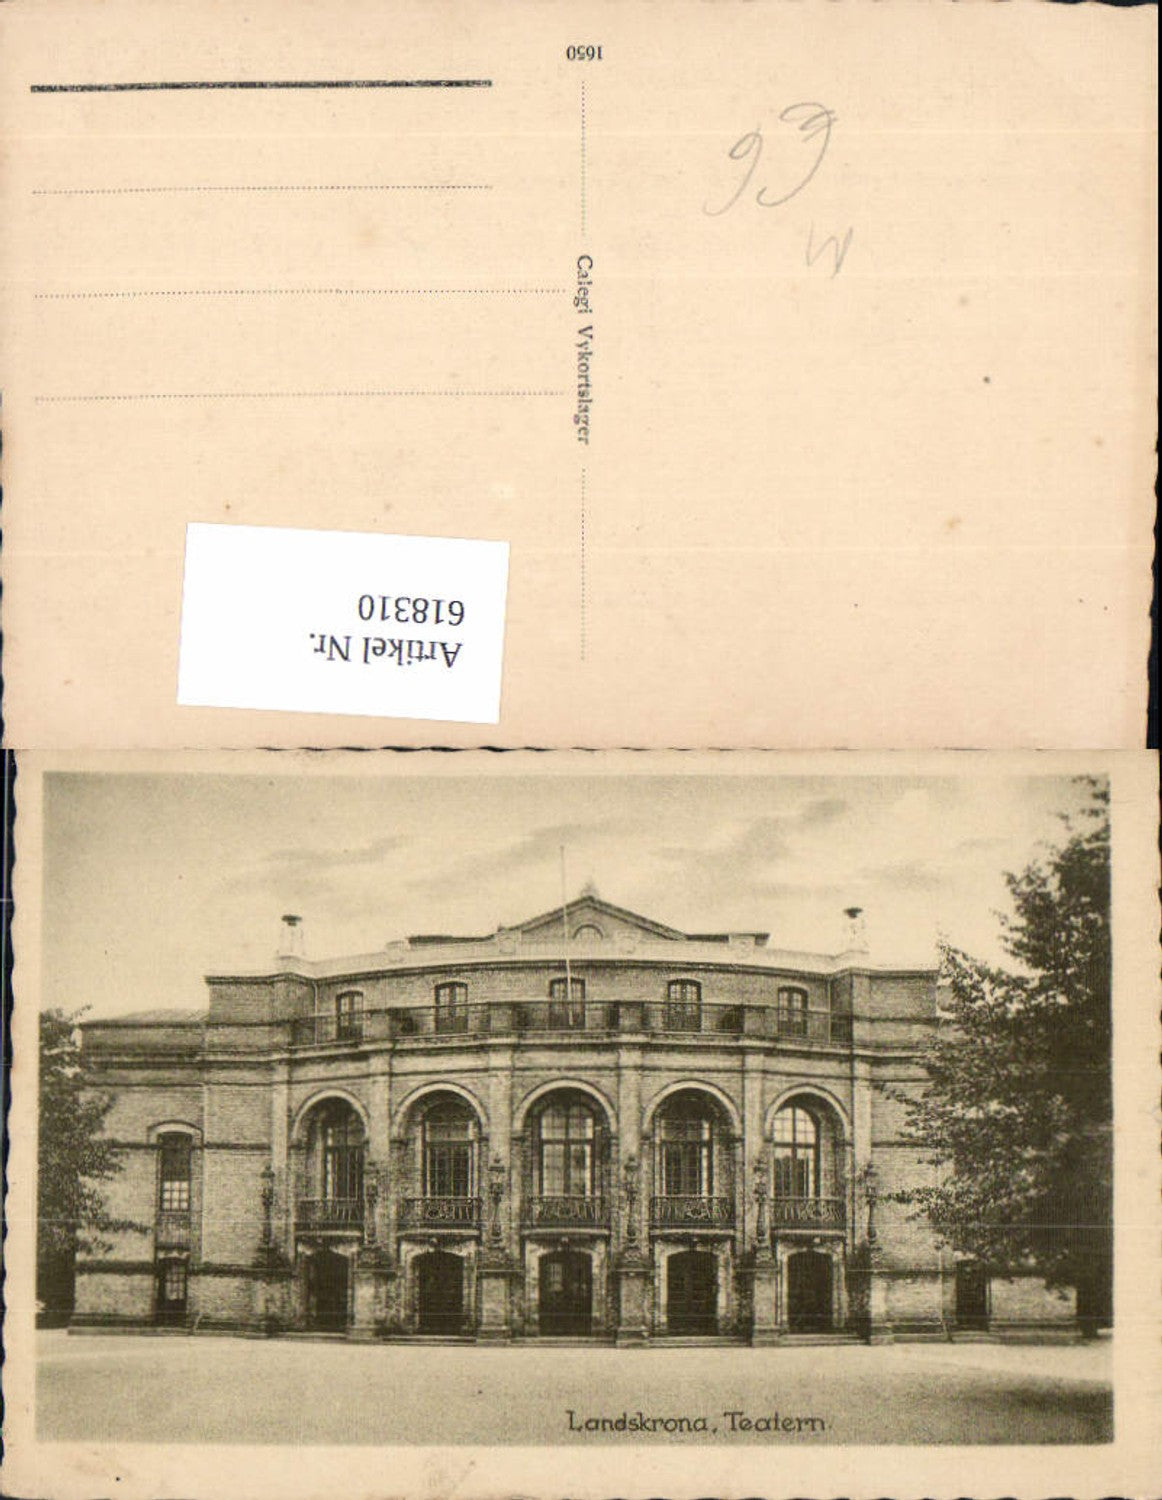 1650
Calegi Vykortslager
Artikel Nr.
618310
Landskrona, Teatern.